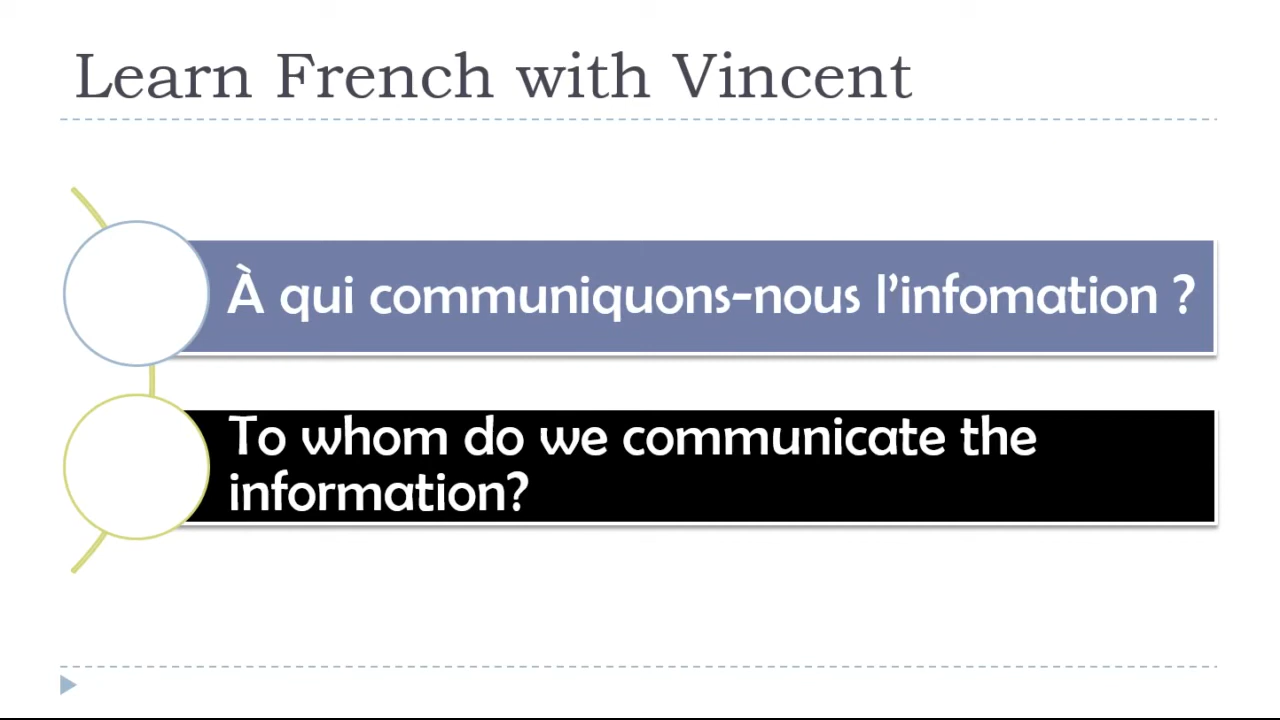 Learn French with Vincent
À qui communiquons-nous l’infomation ?
To whom do we communicate the
information?